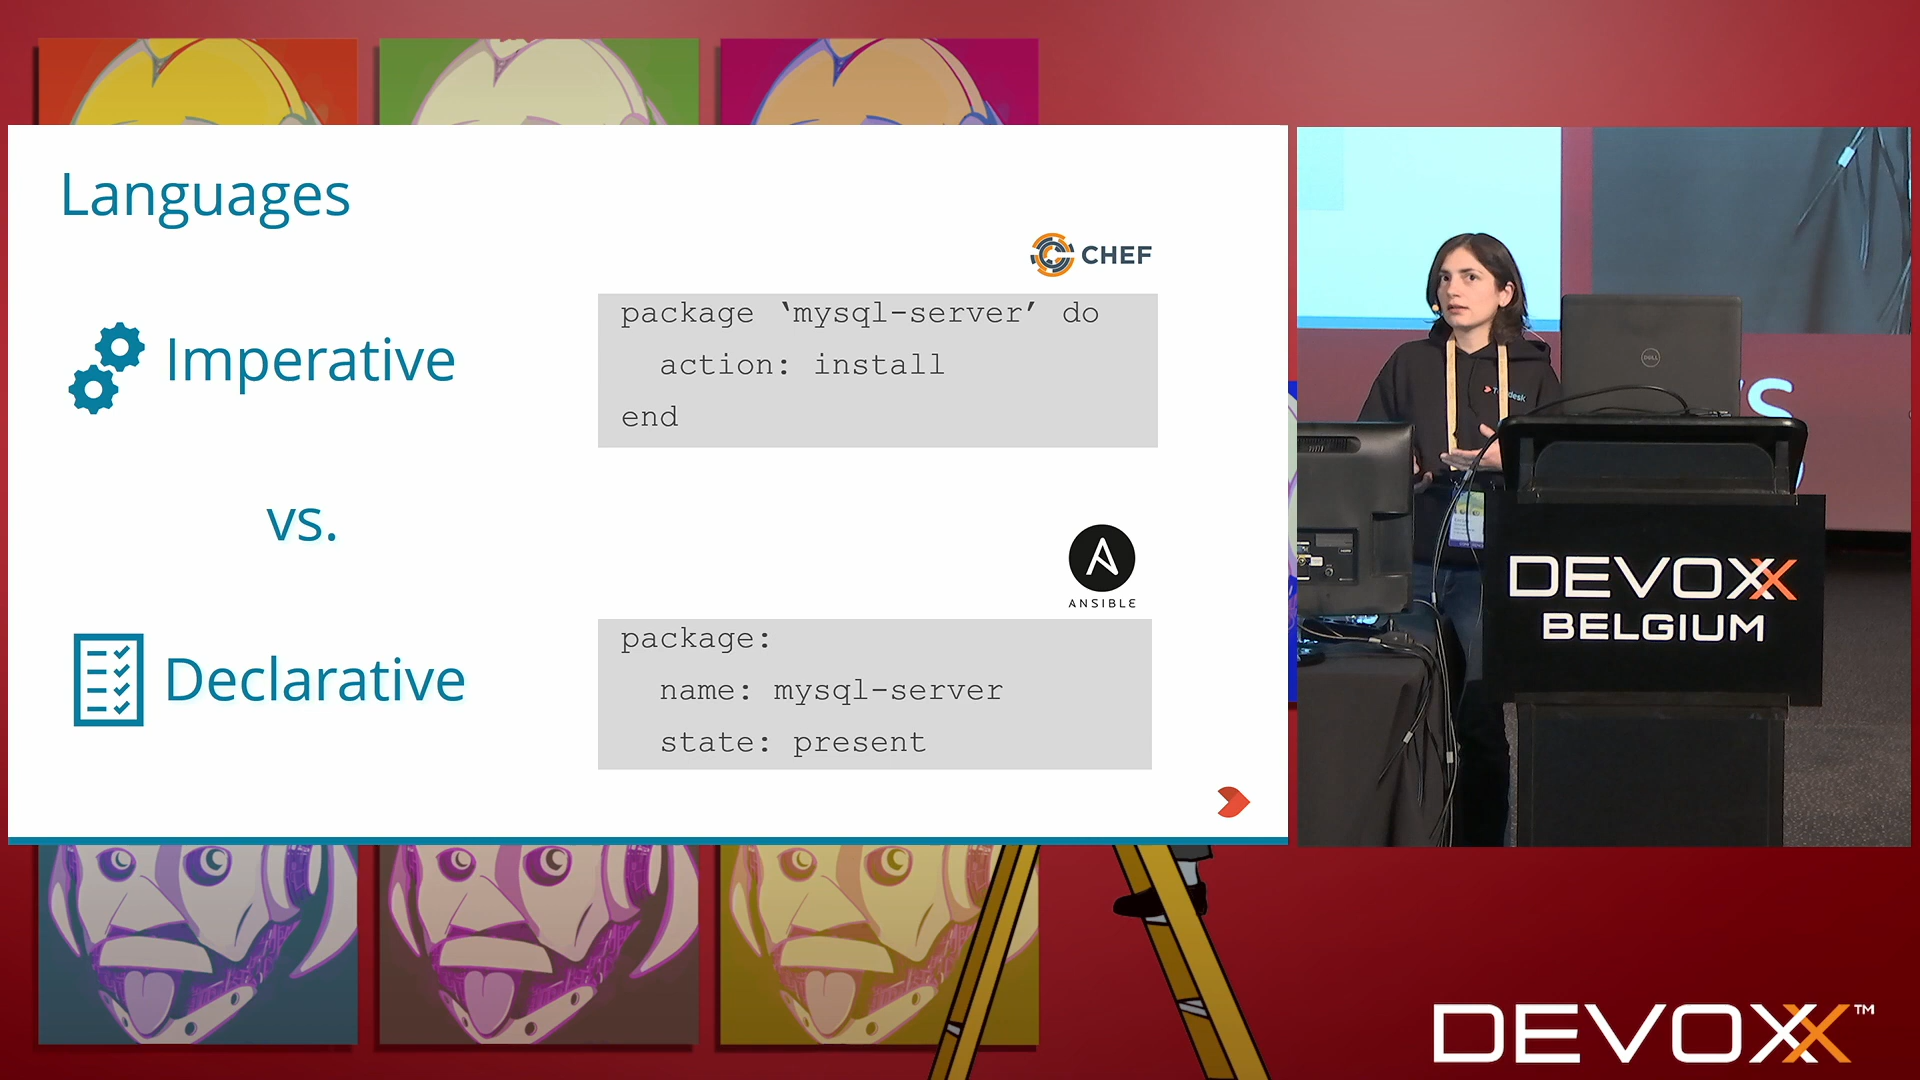 Languages
CHEF
Imperative
package ‘mysql-server’ do
action: install
end
vs.
ANSIBLE
Declarative
package:
name: mysql-server
state: present
DELL
DEVOXX
BELGIUM
DEVOXX™